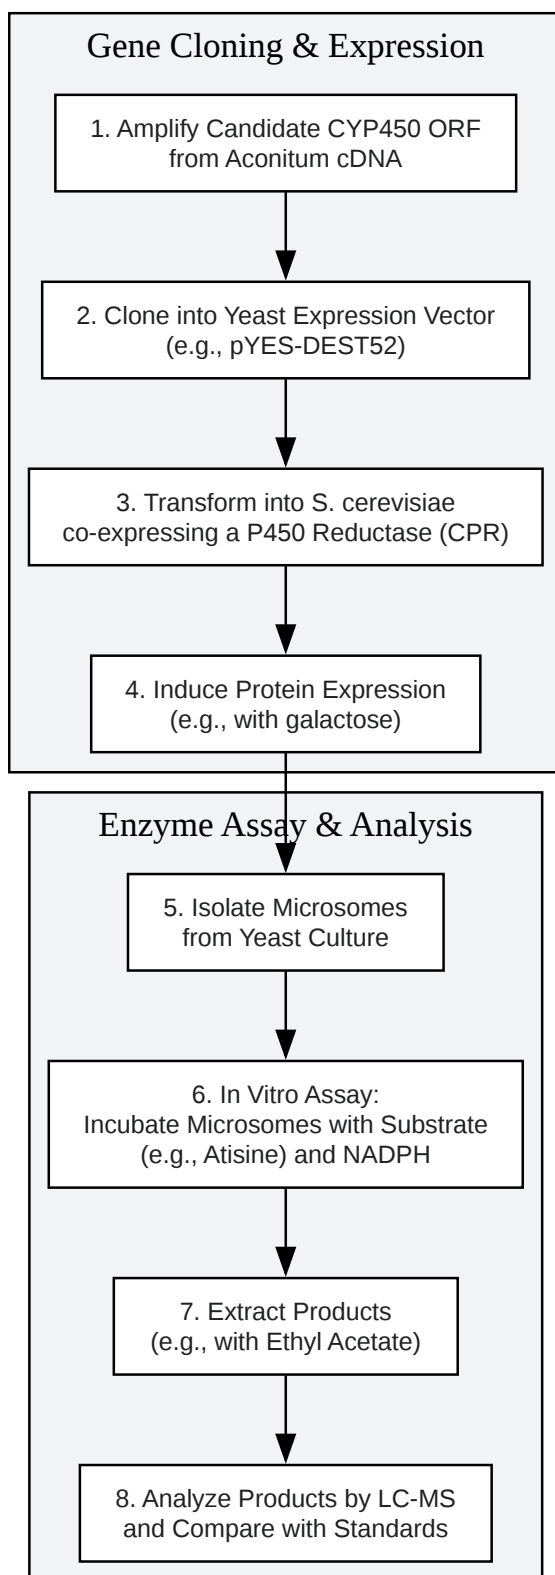 Gene Cloning & Expression
1. Amplify Candidate CYP450 ORF
from Aconitum cDNA
2. Clone into Yeast Expression Vector
(e.g., pYES-DEST52)
3. Transform into S. cerevisiae
co-expressing a P450 Reductase (CPR)
4. Induce Protein Expression
(e.g., with galactose)
Enzyme Assay & Analysis
5. Isolate Microsomes
from Yeast Culture
6. In Vitro Assay:
Incubate Microsomes with Substrate
(e.g., Atisine) and NADPH
7. Extract Products
(e.g., with Ethyl Acetate)
8. Analyze Products by LC-MS
and Compare with Standards